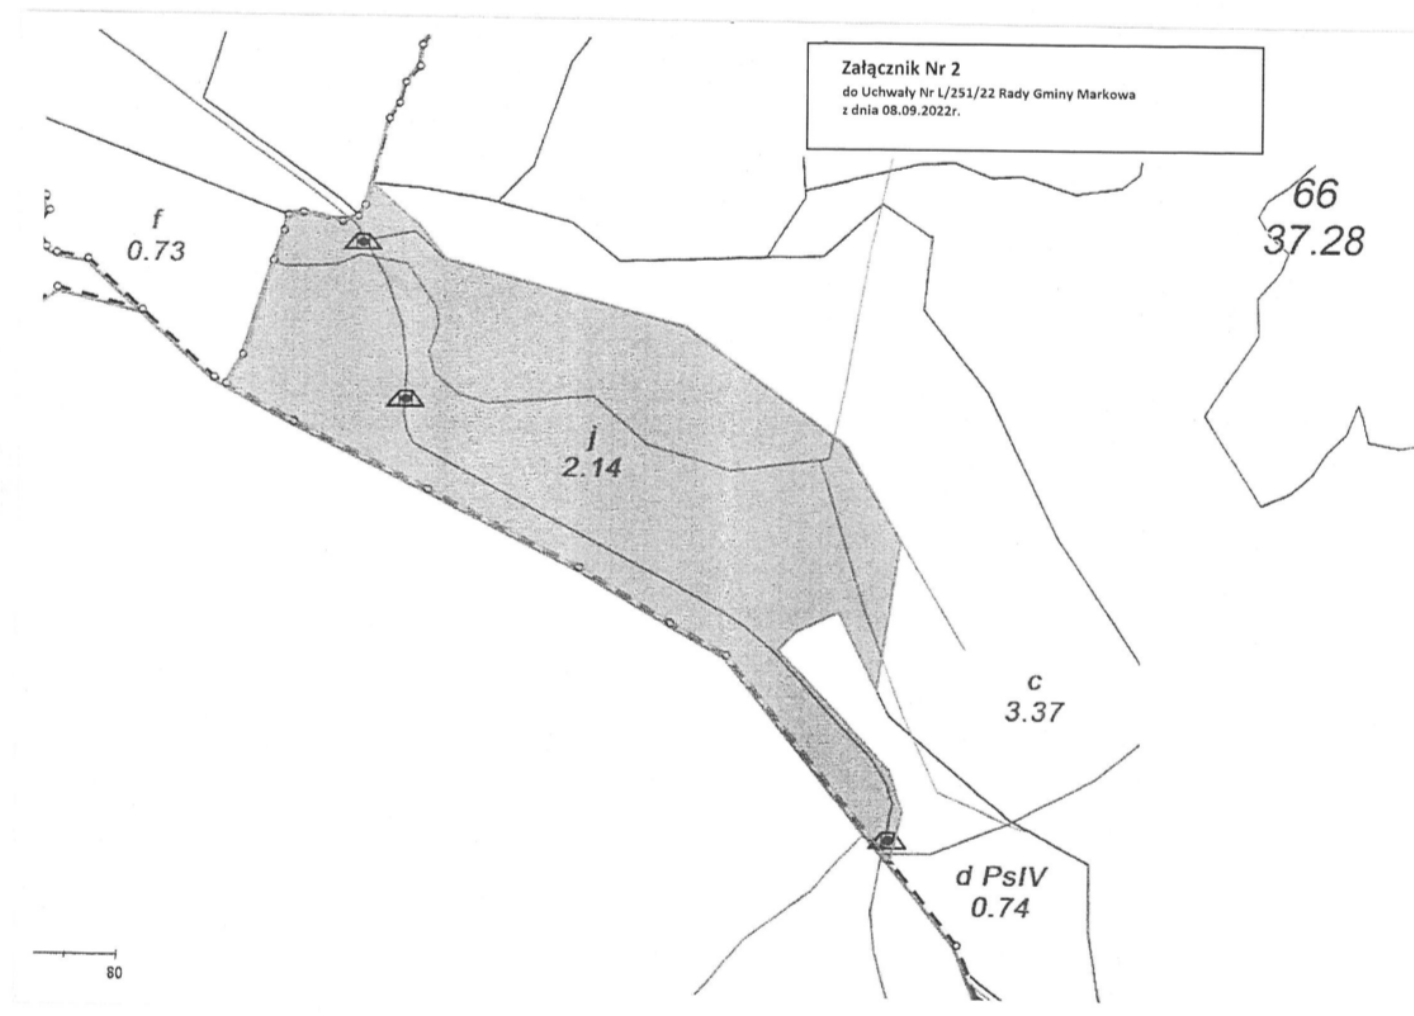 Załącznik Nr 2
do Uchwały Nr L/251/22 Rady Gminy Markowa
z dnia 08.09.2022r.
66
37.28
f
0.73
j
2.14
c
3.37
d PsIV
0.74
80